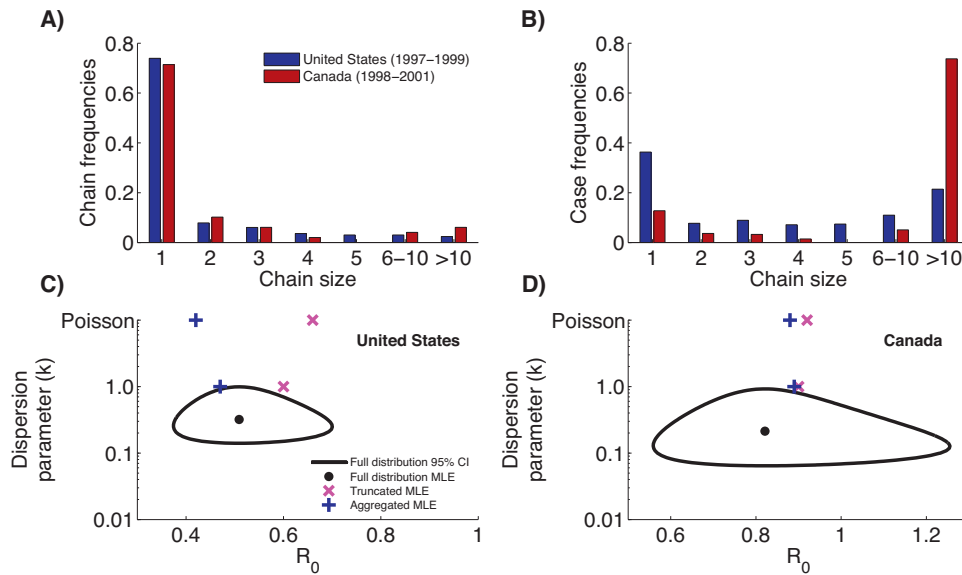 A)
Chain frequencies
0.8
0.6
0.4
0.2
0
United States (1997−1999)
Canada (1998−2001)
1 2 3 4 5 6−10 >10
Chain size
B)
Case frequencies
0.8
0.6
0.4
0.2
0
1 2 3 4 5 6−10 >10
Chain size
C)
Dispersion
parameter (k)
Poisson
1.0
0.1
0.01
United States
Full distribution 95% CI
Full distribution MLE
Truncated MLE
Aggregated MLE
0.4 0.6 0.8 1
R0
D)
Dispersion
parameter (k)
Poisson
1.0
0.1
0.01
Canada
0.6 0.8 1 1.2
R0